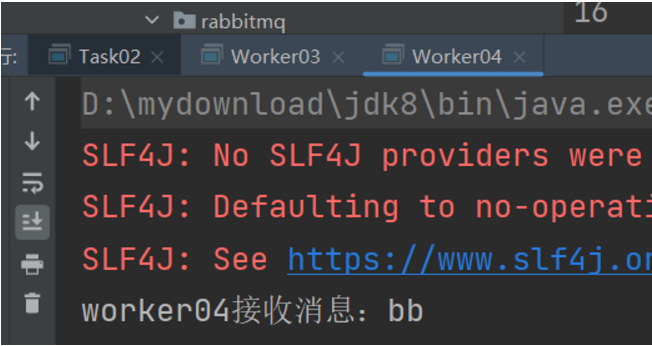 rabbitmq
16
行:
Task02
Worker03
Worker04
D:\mydownload\jdk8\bin\java.exe
SLF4J: No SLF4J providers were
SLF4J: Defaulting to no-operati
SLF4J: See https://www.slf4j.or
worker04接收消息：bb